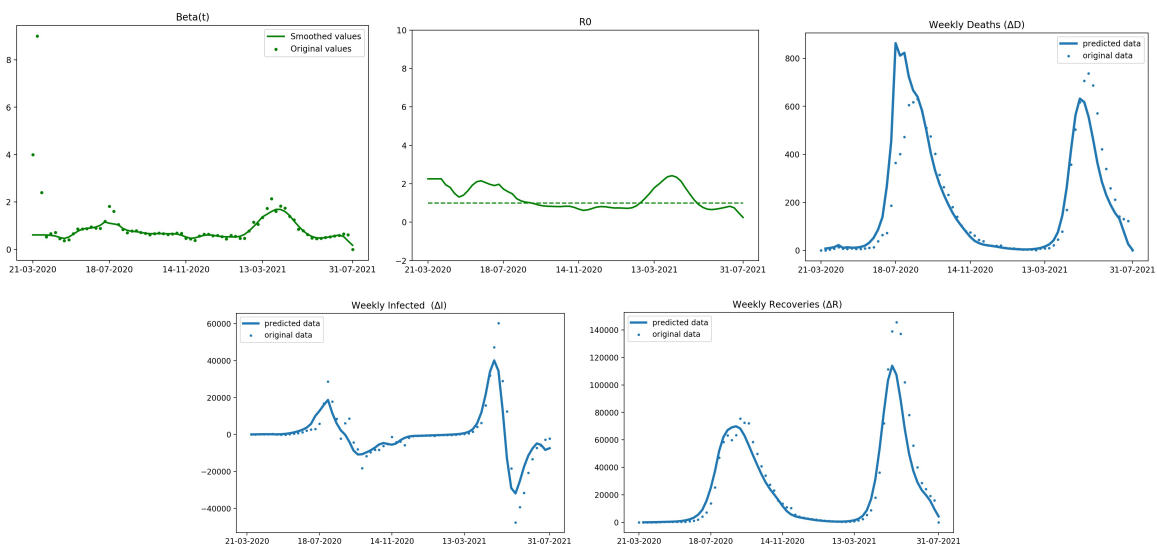 Beta(t)
Smoothed values
Original values
8
6
4
2
0
21-03-2020 18-07-2020 14-11-2020 13-03-2021 31-07-2021
R0
10
8
6
4
2
0
−2
21-03-2020 18-07-2020 14-11-2020 13-03-2021 31-07-2021
Weekly Deaths (ΔD)
predicted data
original data
800
600
400
200
0
21-03-2020 18-07-2020 14-11-2020 13-03-2021 31-07-2021
Weekly Infected (ΔI)
predicted data
original data
60000
40000
20000
0
−20000
−40000
21-03-2020 18-07-2020 14-11-2020 13-03-2021 31-07-2021
Weekly Recoveries (ΔR)
predicted data
original data
140000
120000
100000
80000
60000
40000
20000
0
21-03-2020 18-07-2020 14-11-2020 13-03-2021 31-07-2021